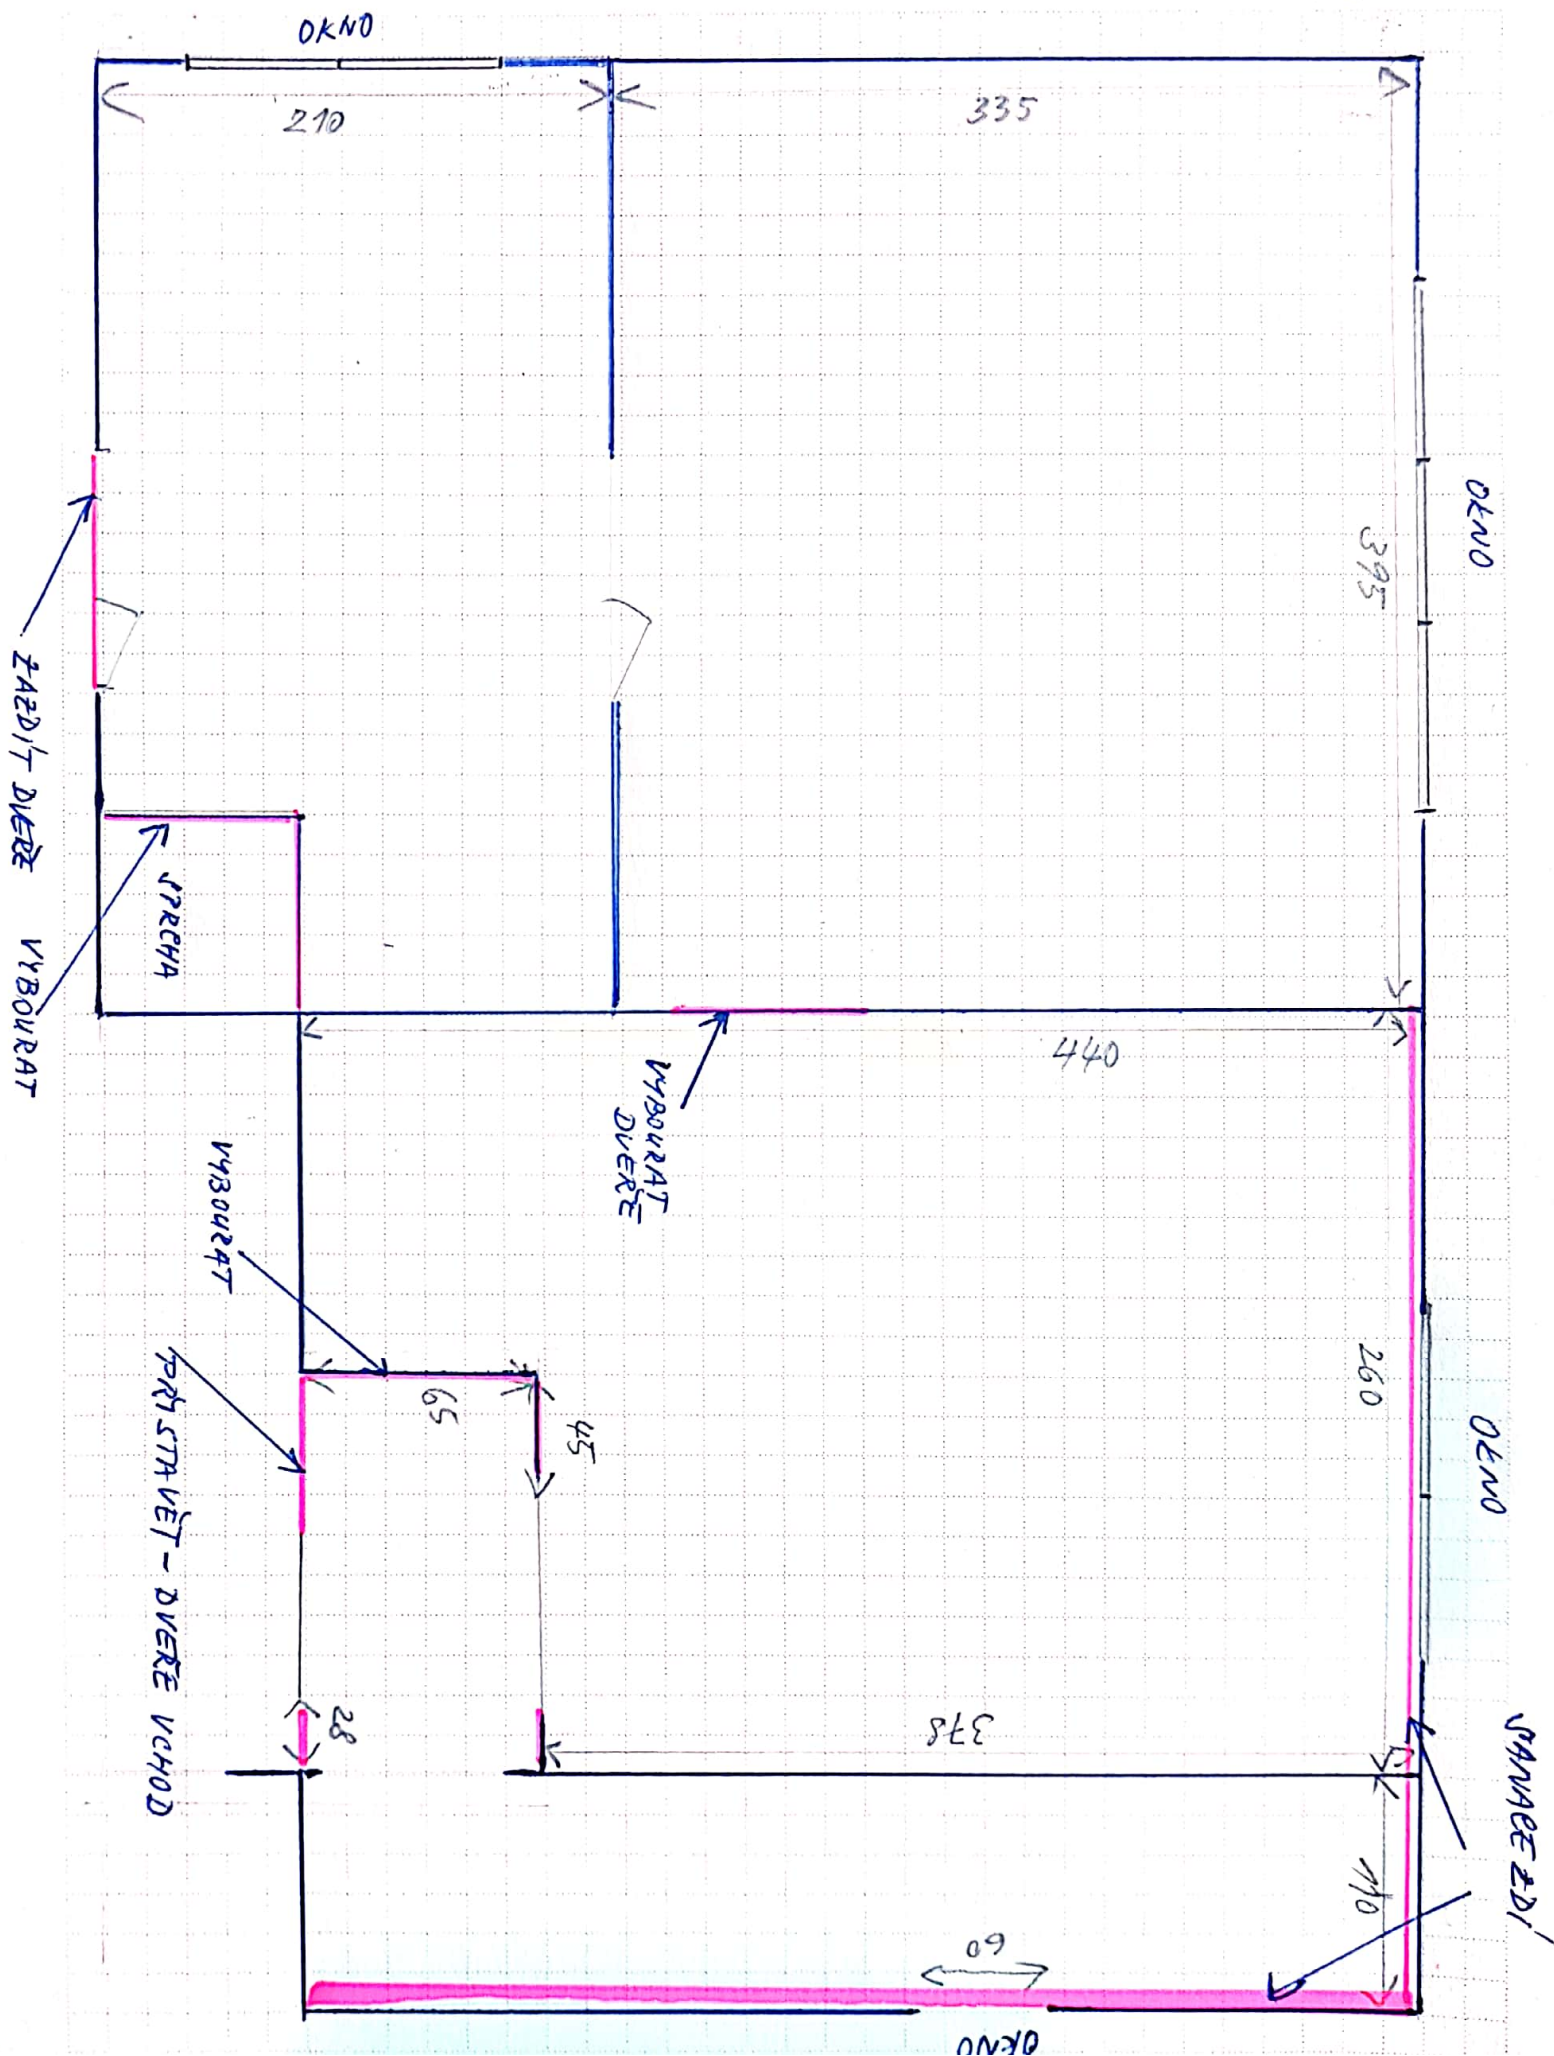 OKNO
210
335
OKNO
395
ZAZDÍT DVEŘE
VYBOURAT
SPRCHA
440
VYBOURAT
DVEŘE
VYBOURAT
65
45
260
OKNO
PŘISTAVĚT - DVEŘE VCHOD
28
378
SANACE ZDÍ
110
60
OKNO